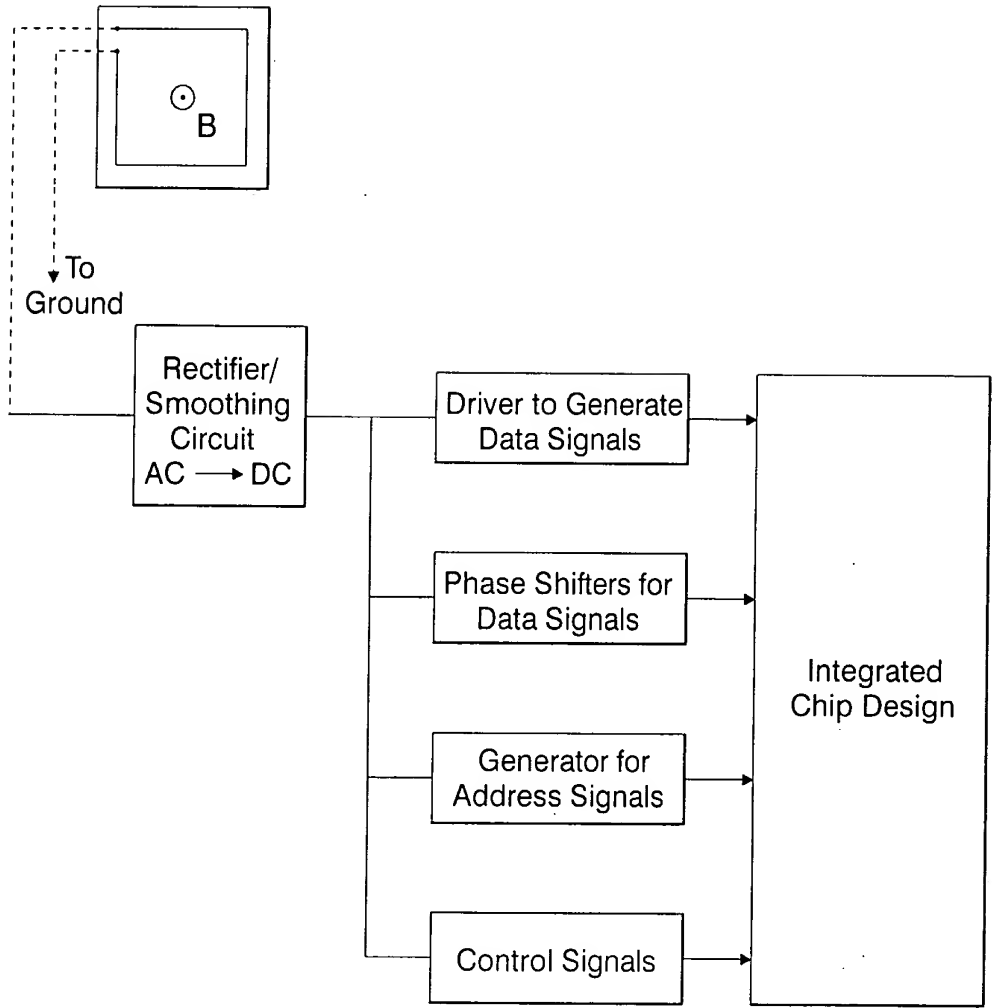 B
To
Ground
Rectifier/
Smoothing
Circuit
AC → DC
Driver to Generate
Data Signals
Phase Shifters for
Data Signals
Generator for
Address Signals
Control Signals
Integrated
Chip Design